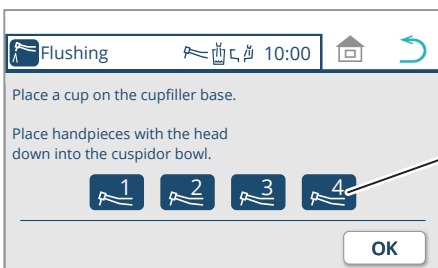 Flushing 10:00
Place a cup on the cupfiller base.
Place handpieces with the head
down into the cuspidor bowl.
1 2 3 4
OK